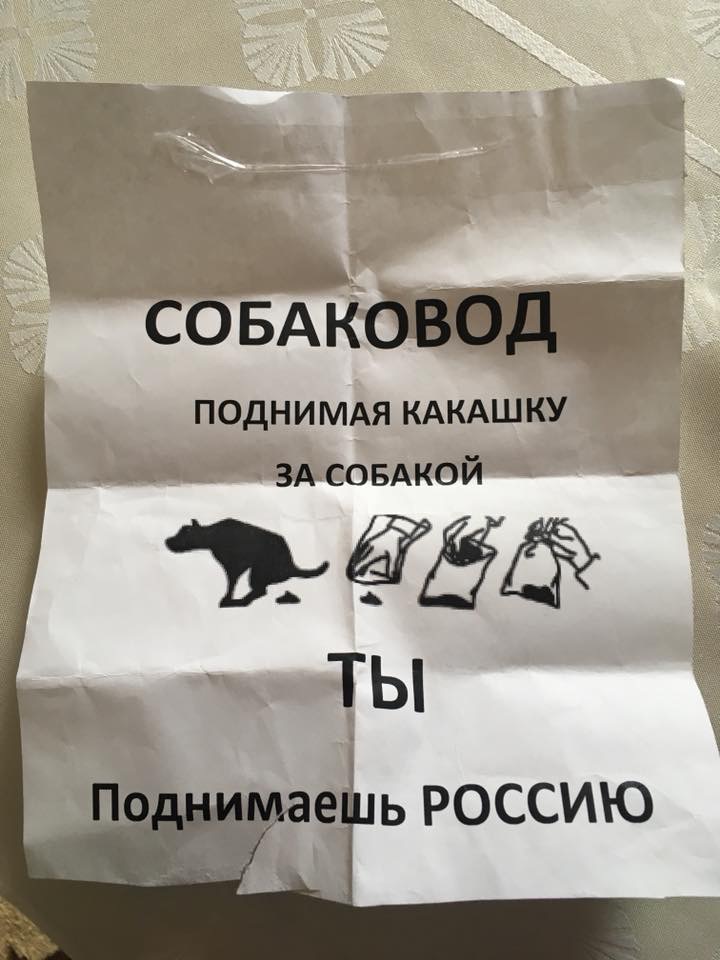 СОБАКОВОД
ПОДНИМАЯ КАКАШКУ
ЗА СОБАКОЙ
ТЫ
Поднимаешь РОССИЮ